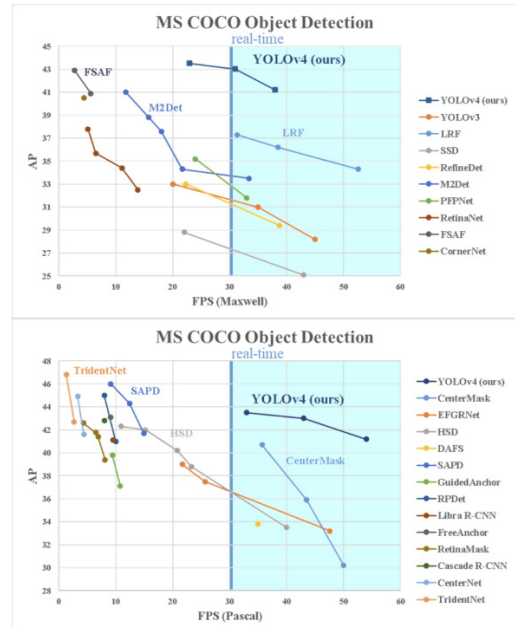 MS COCO Object Detection
real-time
45
43
41
39
37
35
33
31
29
27
25
AP
FSAF
M2Det
YOLOv4 (ours)
LRF
0
10
20
30
40
50
60
FPS (Maxwell)
YOLOv4 (ours)
YOLOv3
LRF
SSD
RefineDet
M2Det
PFPNet
RetinaNet
FSAF
CornerNet
MS COCO Object Detection
real-time
48
46
44
42
40
38
36
34
32
30
28
AP
TridentNet
SAPD
HSD
YOLOv4 (ours)
CenterMask
0
10
20
30
40
50
60
FPS (Pascal)
YOLOv4 (ours)
CenterMask
EFGRNet
HSD
DAFS
SAPD
GuidedAnchor
RPDet
Libra R-CNN
FreeAnchor
RetinaMask
Cascade R-CNN
CenterNet
TridentNet